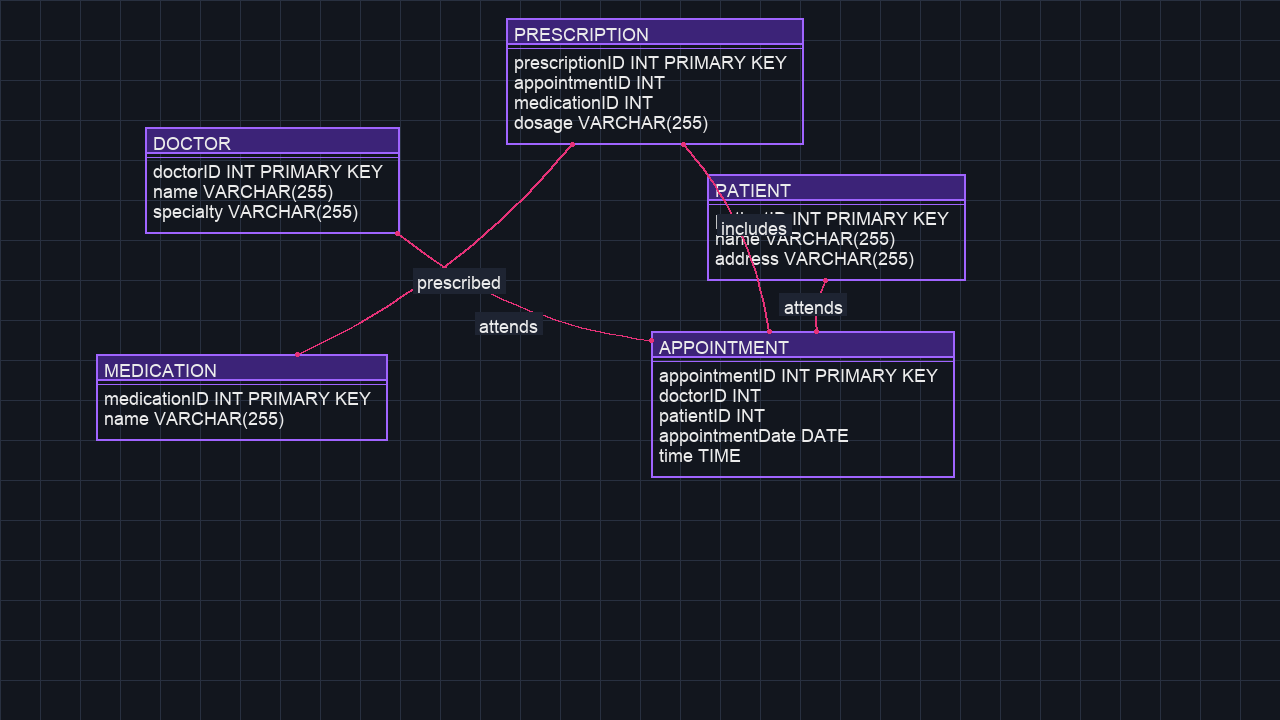 PRESCRIPTION
prescriptionID INT PRIMARY KEY
appointmentID INT
medicationID INT
dosage VARCHAR(255)
DOCTOR
doctorID INT PRIMARY KEY
name VARCHAR(255)
specialty VARCHAR(255)
PATIENT
INT PRIMARY KEY
includes
name VARCHAR(255)
address VARCHAR(255)
prescribed
attends
attends
APPOINTMENT
appointmentID INT PRIMARY KEY
doctorID INT
patientID INT
appointmentDate DATE
time TIME
MEDICATION
medicationID INT PRIMARY KEY
name VARCHAR(255)